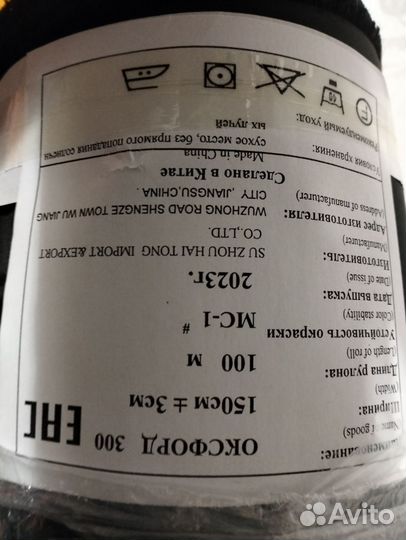 ЕАС
Наименование: ОКСФОРД 300
(Name of goods)
Ширина: 150см ± 3см
(Width)
Длина рулона: 100 м
(Length of roll)
Устойчивость окраски МС-1 #
(Color stability)
Дата выпуска: 2023г.
(Date of issue)
Изготовитель: SU ZHOU HAI TONG IMPORT &EXPORT
(Manufacturer) CO.,LTD.
Адрес изготовителя: WUZHONG ROAD SHENGZE TOWN WU JIANG
(Address of manufacturer) CITY ,JIANGSU,CHINA .
Сделано в Китае
Made in China
Условия хранения: сухое место, без прямого попадания солнечн
ых лучей
Рекомендуемый уход:
Avito